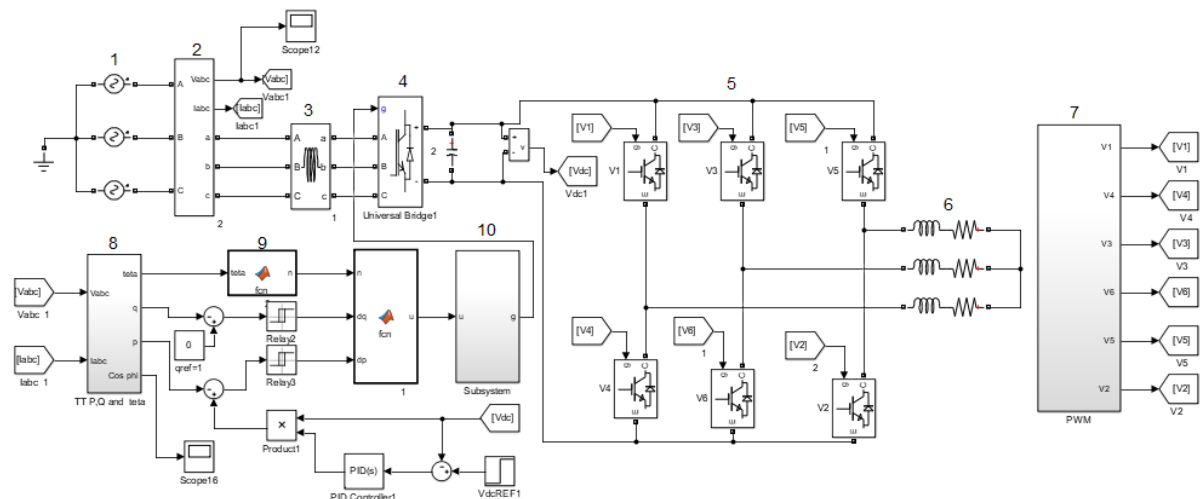 1
2
3
4
5
6
7
8
9
10
Scope12
Vabc
Iabc
[Vabc]
Vabc1
[Iabc]
Iabc1
A
B
C
a
b
c
2
A
B
C
a
b
c
1
g
A
B
C
+
-
Universal Bridge1
2
+
-
v
[Vdc]
Vdc1
[V1]
g
C
E
V1
[V3]
g
C
E
V3
[V5]
1
g
C
E
V5
[V4]
g
C
E
V4
[V6]
1
g
C
E
V6
[V2]
2
g
C
E
V2
V1
V4
V3
V6
V5
V2
PWM
[V1]
V1
[V4]
V4
[V3]
V3
[V6]
[V5]
V5
[V2]
V2
[Vabc]
Vabc 1
[Iabc]
Iabc 1
Vabc
Iabc
teta
q
p
Cos phi
TT P,Q and teta
teta
n
fcn
0
qref=1
Relay2
Relay3
n
dq
dp
u
fcn
1
u
g
Subsystem
×
Product1
[Vdc]
PID(s)
PID Controller1
VdcREF1
Scope16